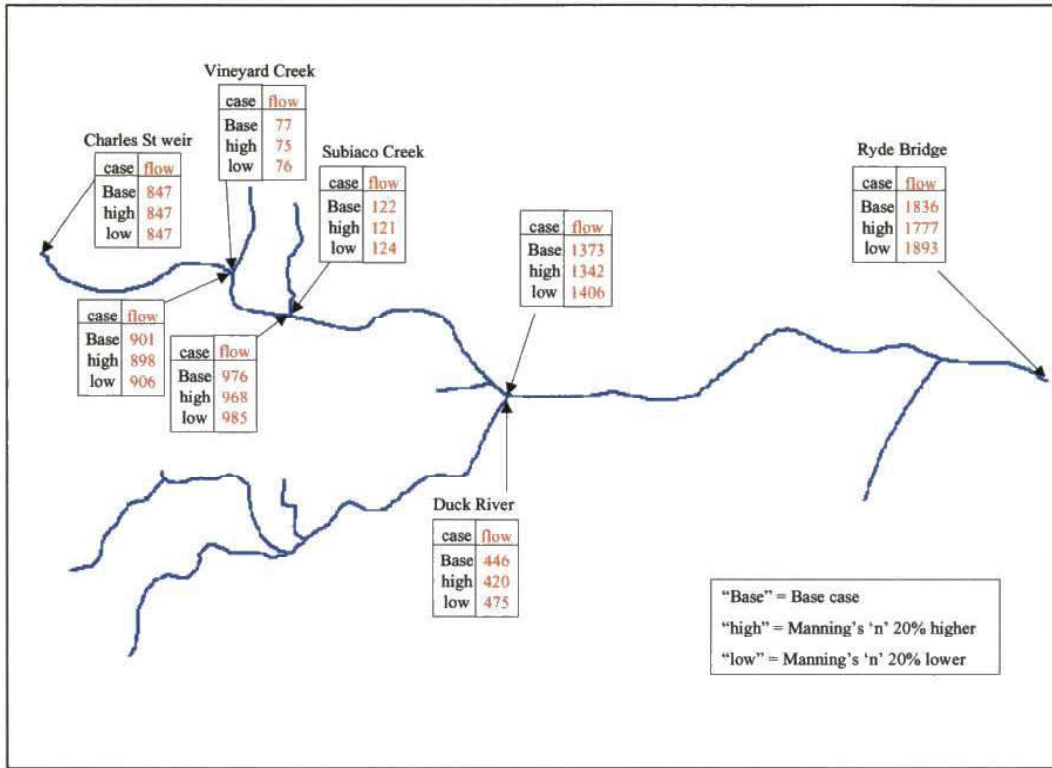 Vineyard Creek
case flow
Base 77
high 75
low 76
Charles St weir
case flow
Base 847
high 847
low 847
Subiaco Creek
case flow
Base 122
high 121
low 124
Ryde Bridge
case flow
Base 1836
high 1777
low 1893
case flow
Base 1373
high 1342
low 1406
case flow
Base 901
high 898
low 906
case flow
Base 976
high 968
low 985
Duck River
case flow
Base 446
high 420
low 475
“Base” = Base case
“high” = Manning’s ‘n’ 20% higher
“low” = Manning’s ‘n’ 20% lower